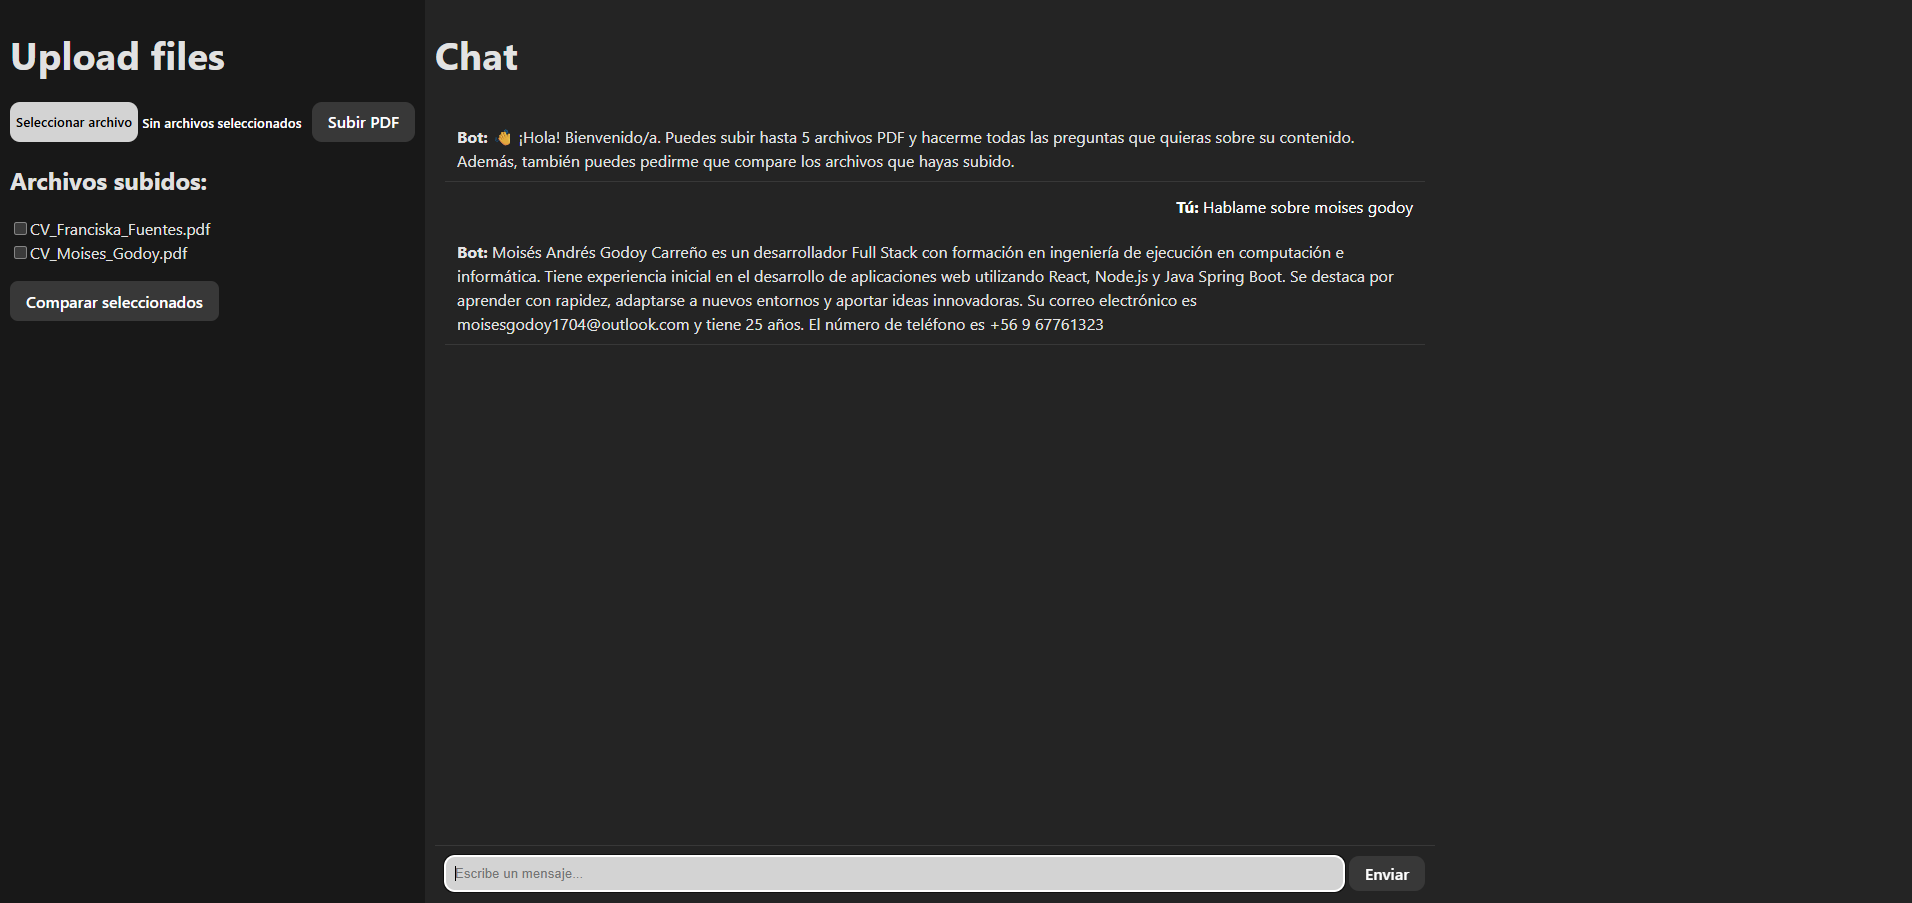 Upload files
Seleccionar archivo Sin archivos seleccionados Subir PDF
Archivos subidos:
CV_Franciska_Fuentes.pdf
CV_Moises_Godoy.pdf
Comparar seleccionados
Chat
Bot: 👋 ¡Hola! Bienvenido/a. Puedes subir hasta 5 archivos PDF y hacerme todas las preguntas que quieras sobre su contenido.
Además, también puedes pedirme que compare los archivos que hayas subido.
Tú: Hablame sobre moises godoy
Bot: Moisés Andrés Godoy Carreño es un desarrollador Full Stack con formación en ingeniería de ejecución en computación e
informática. Tiene experiencia inicial en el desarrollo de aplicaciones web utilizando React, Node.js y Java Spring Boot. Se destaca por
aprender con rapidez, adaptarse a nuevos entornos y aportar ideas innovadoras. Su correo electrónico es
moisesgodoy1704@outlook.com y tiene 25 años. El número de teléfono es +56 9 67761323
Escribe un mensaje...
Enviar